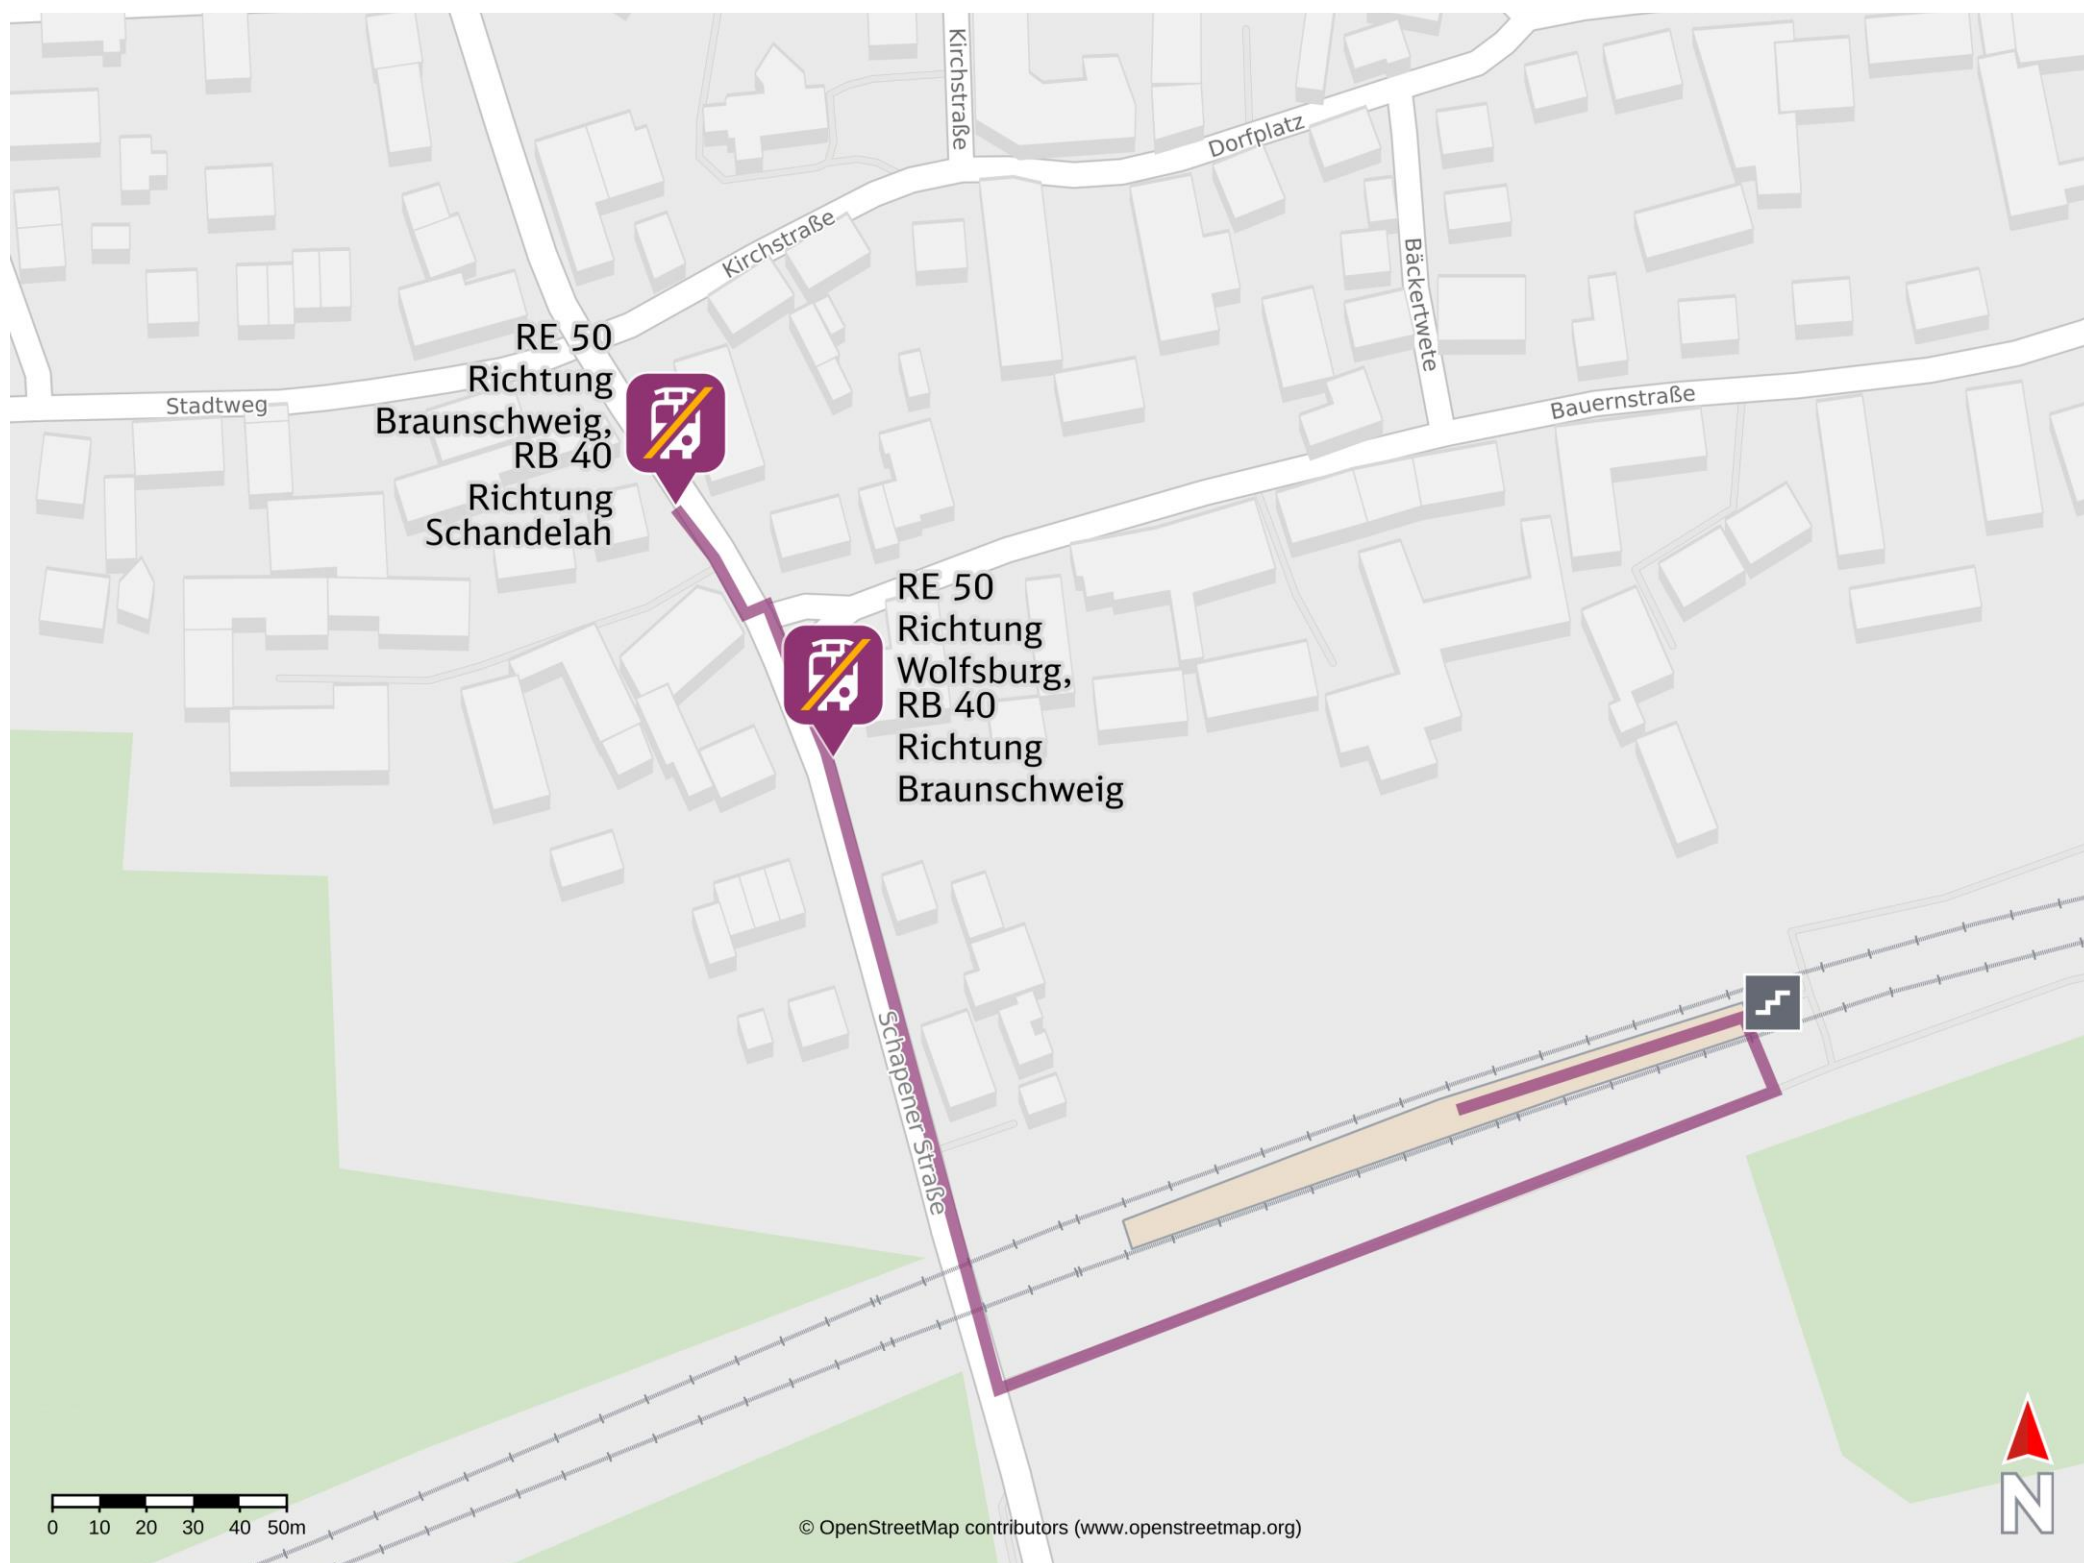 Kirchstraße
Dorfplatz
Kirchstraße
Bäckertwete
Stadtweg
Bauernstraße
RE 50
Richtung
Braunschweig,
RB 40
Richtung
Schandelah
RE 50
Richtung
Wolfsburg,
RB 40
Richtung
Braunschweig
Schapener Straße
0 10 20 30 40 50m
© OpenStreetMap contributors (www.openstreetmap.org)
N